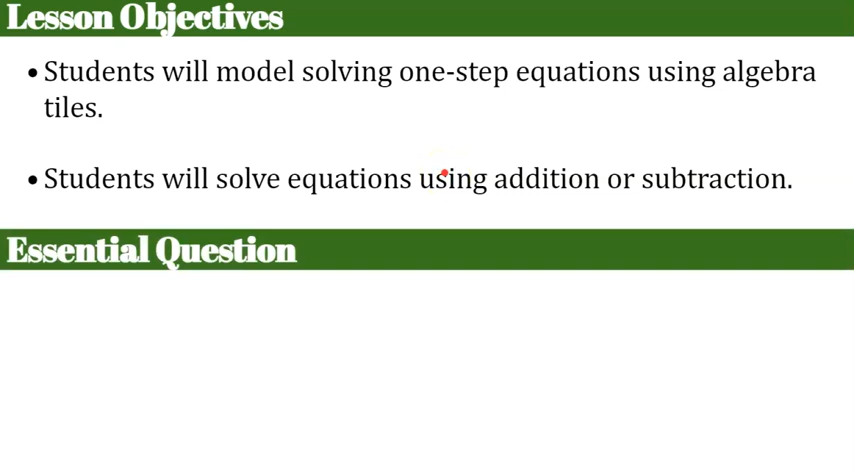 Lesson Objectives
• Students will model solving one-step equations using algebra
tiles.
• Students will solve equations using addition or subtraction.
Essential Question